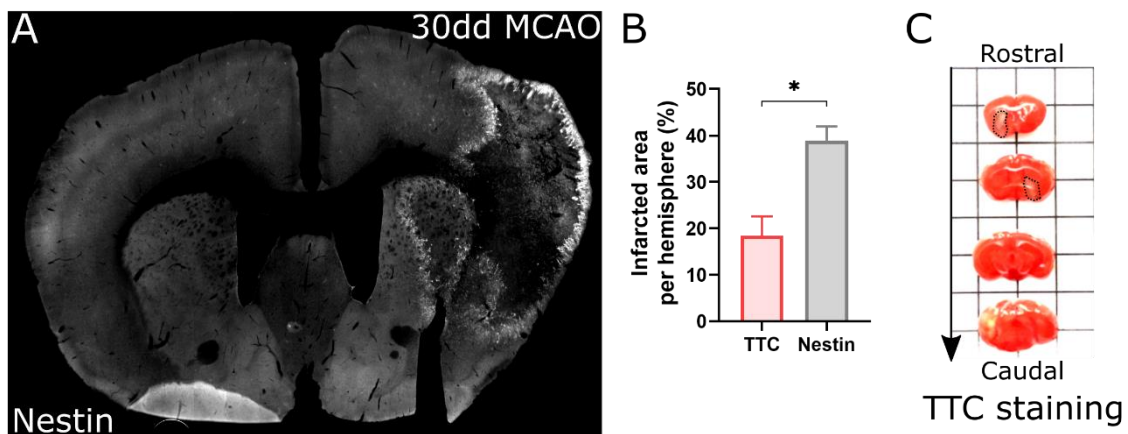 A
30dd MCAO
Nestin
B
Infarcted area
per hemisphere (%)
50
40
30
20
10
0
*
TTC
Nestin
C
Rostral
Caudal
TTC staining